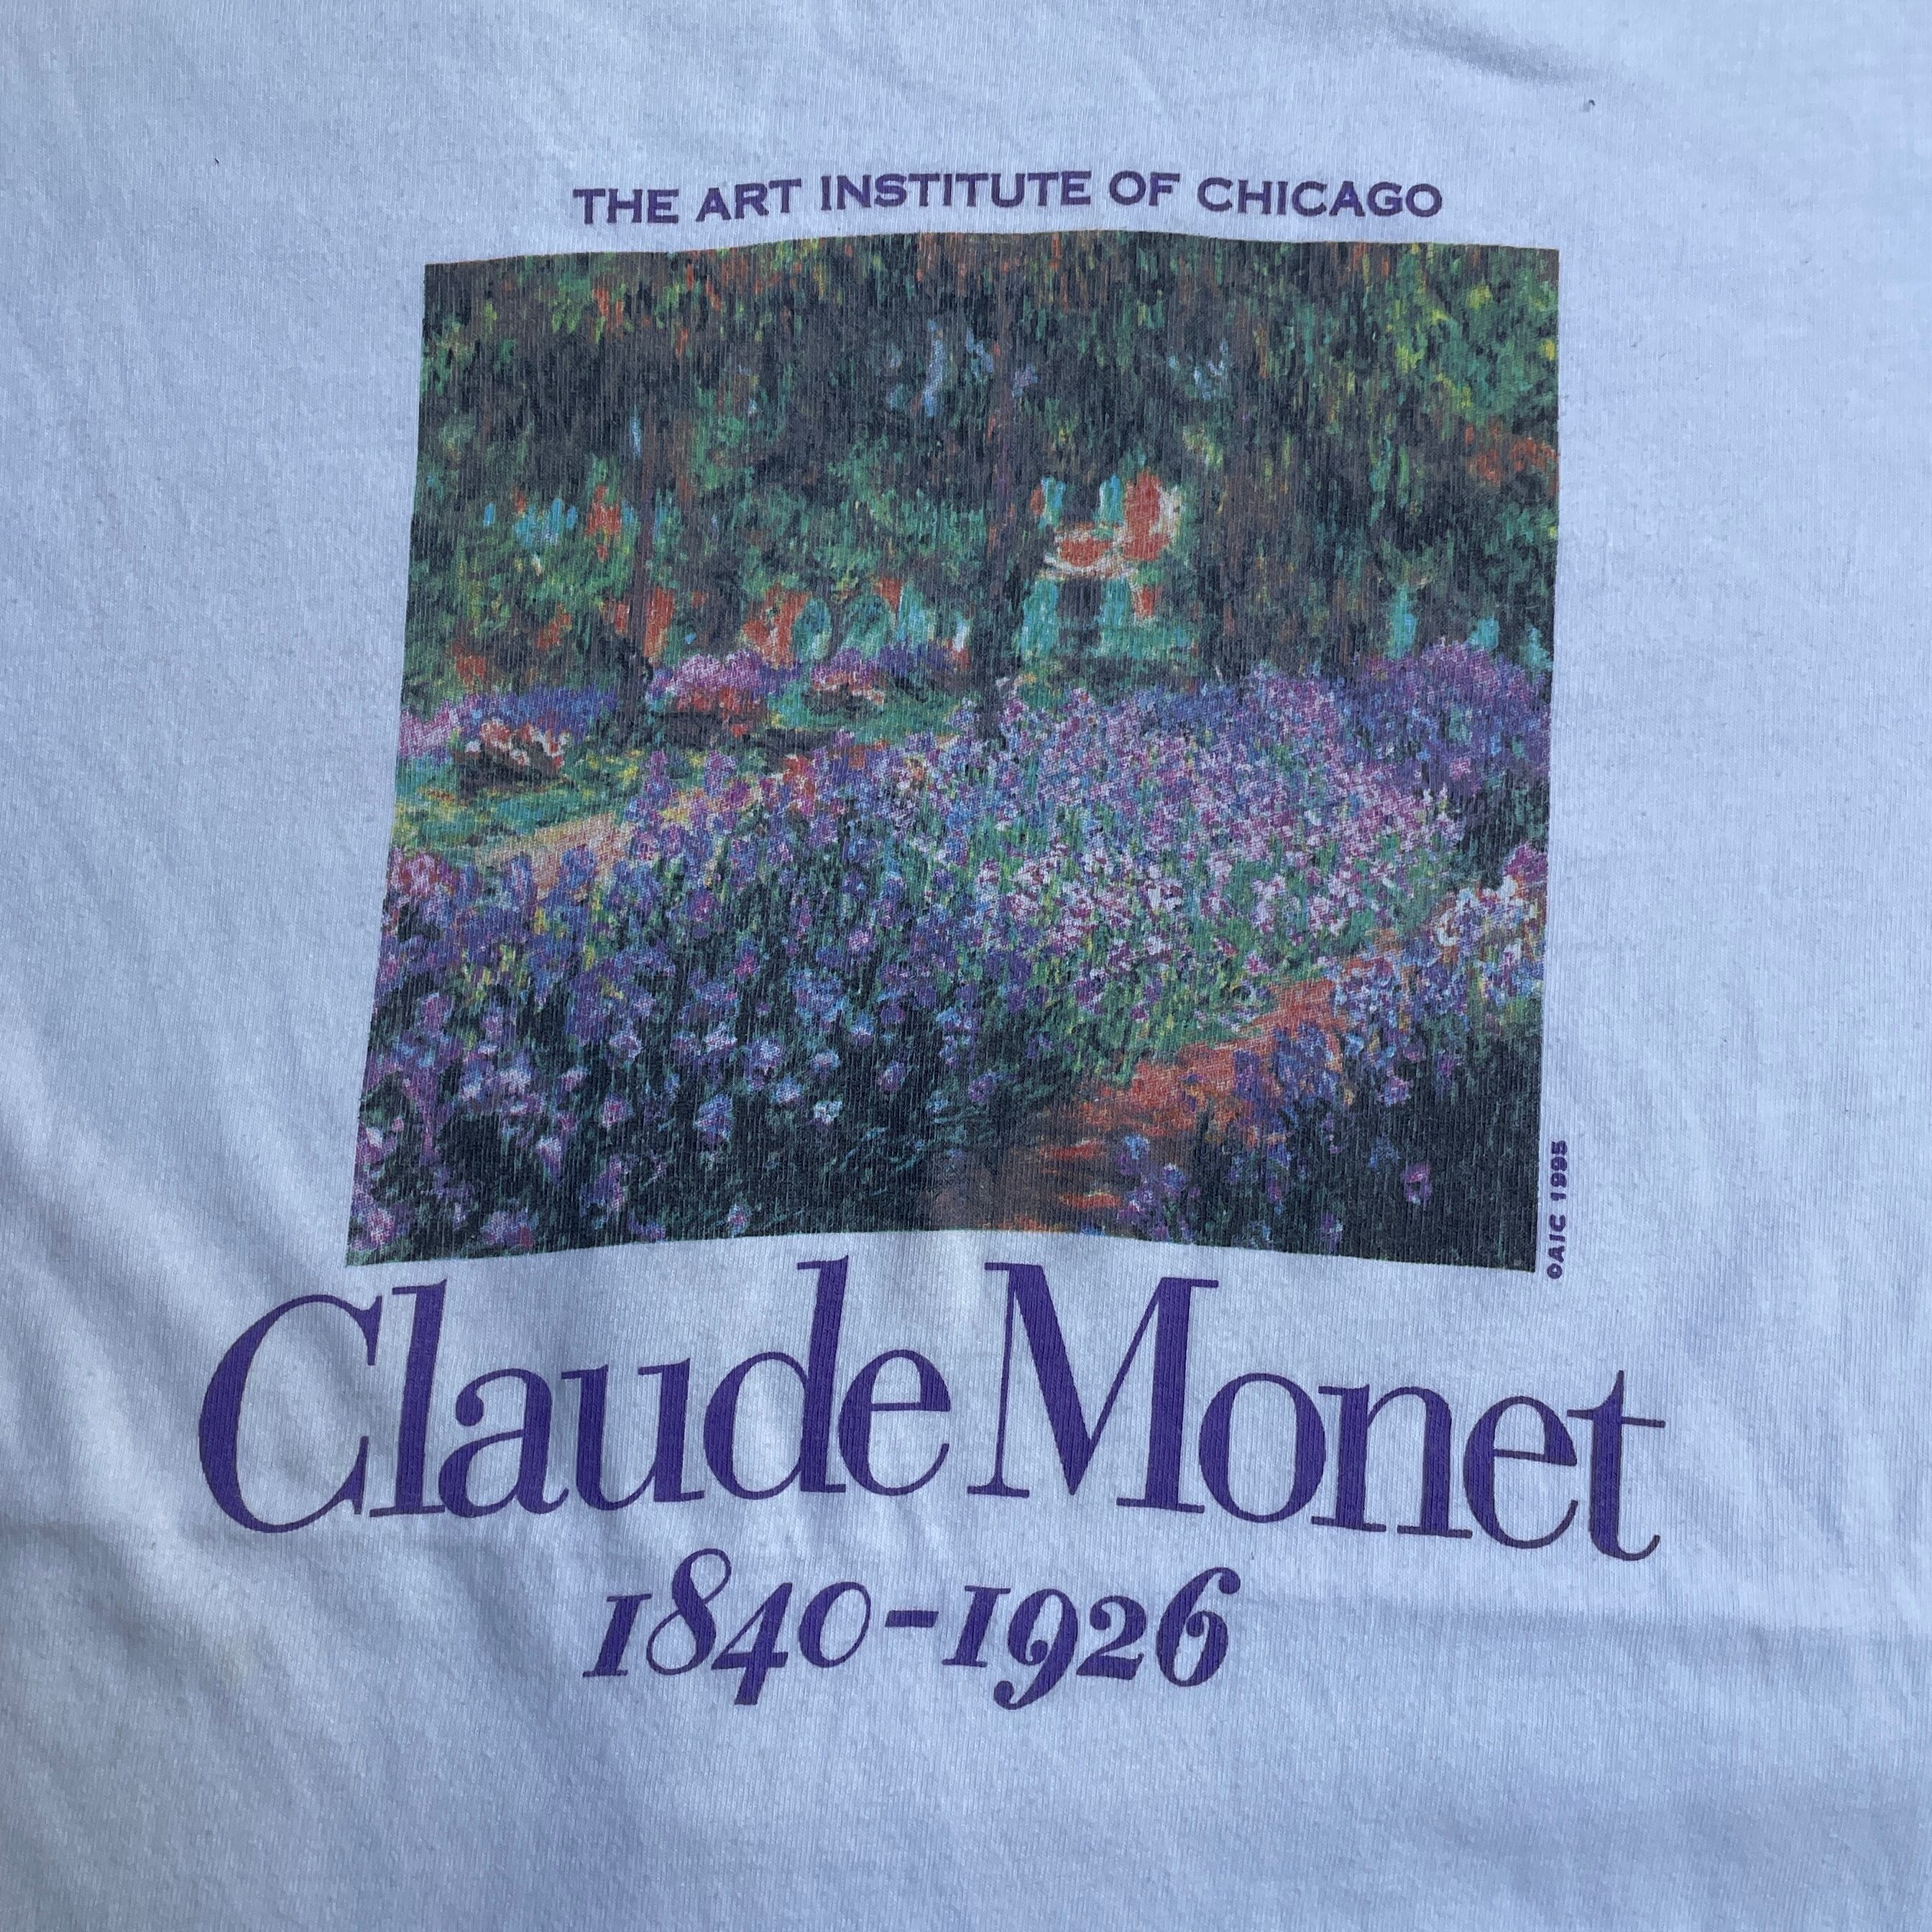 THE ART INSTITUTE OF CHICAGO
©AIC 1995
Claude Monet
1840-1926